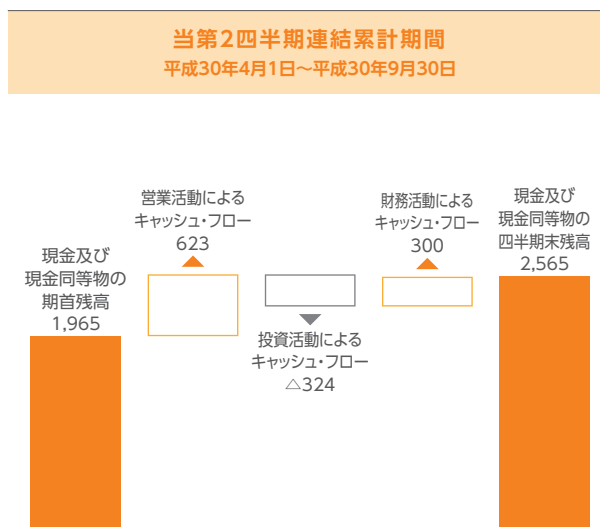 当第2四半期連結累計期間
平成30年4月1日～平成30年9月30日
現金及び
現金同等物の
期首残高
1,965
営業活動による
キャッシュ・フロー
623
投資活動による
キャッシュ・フロー
△324
財務活動による
キャッシュ・フロー
300
現金及び
現金同等物の
四半期末残高
2,565